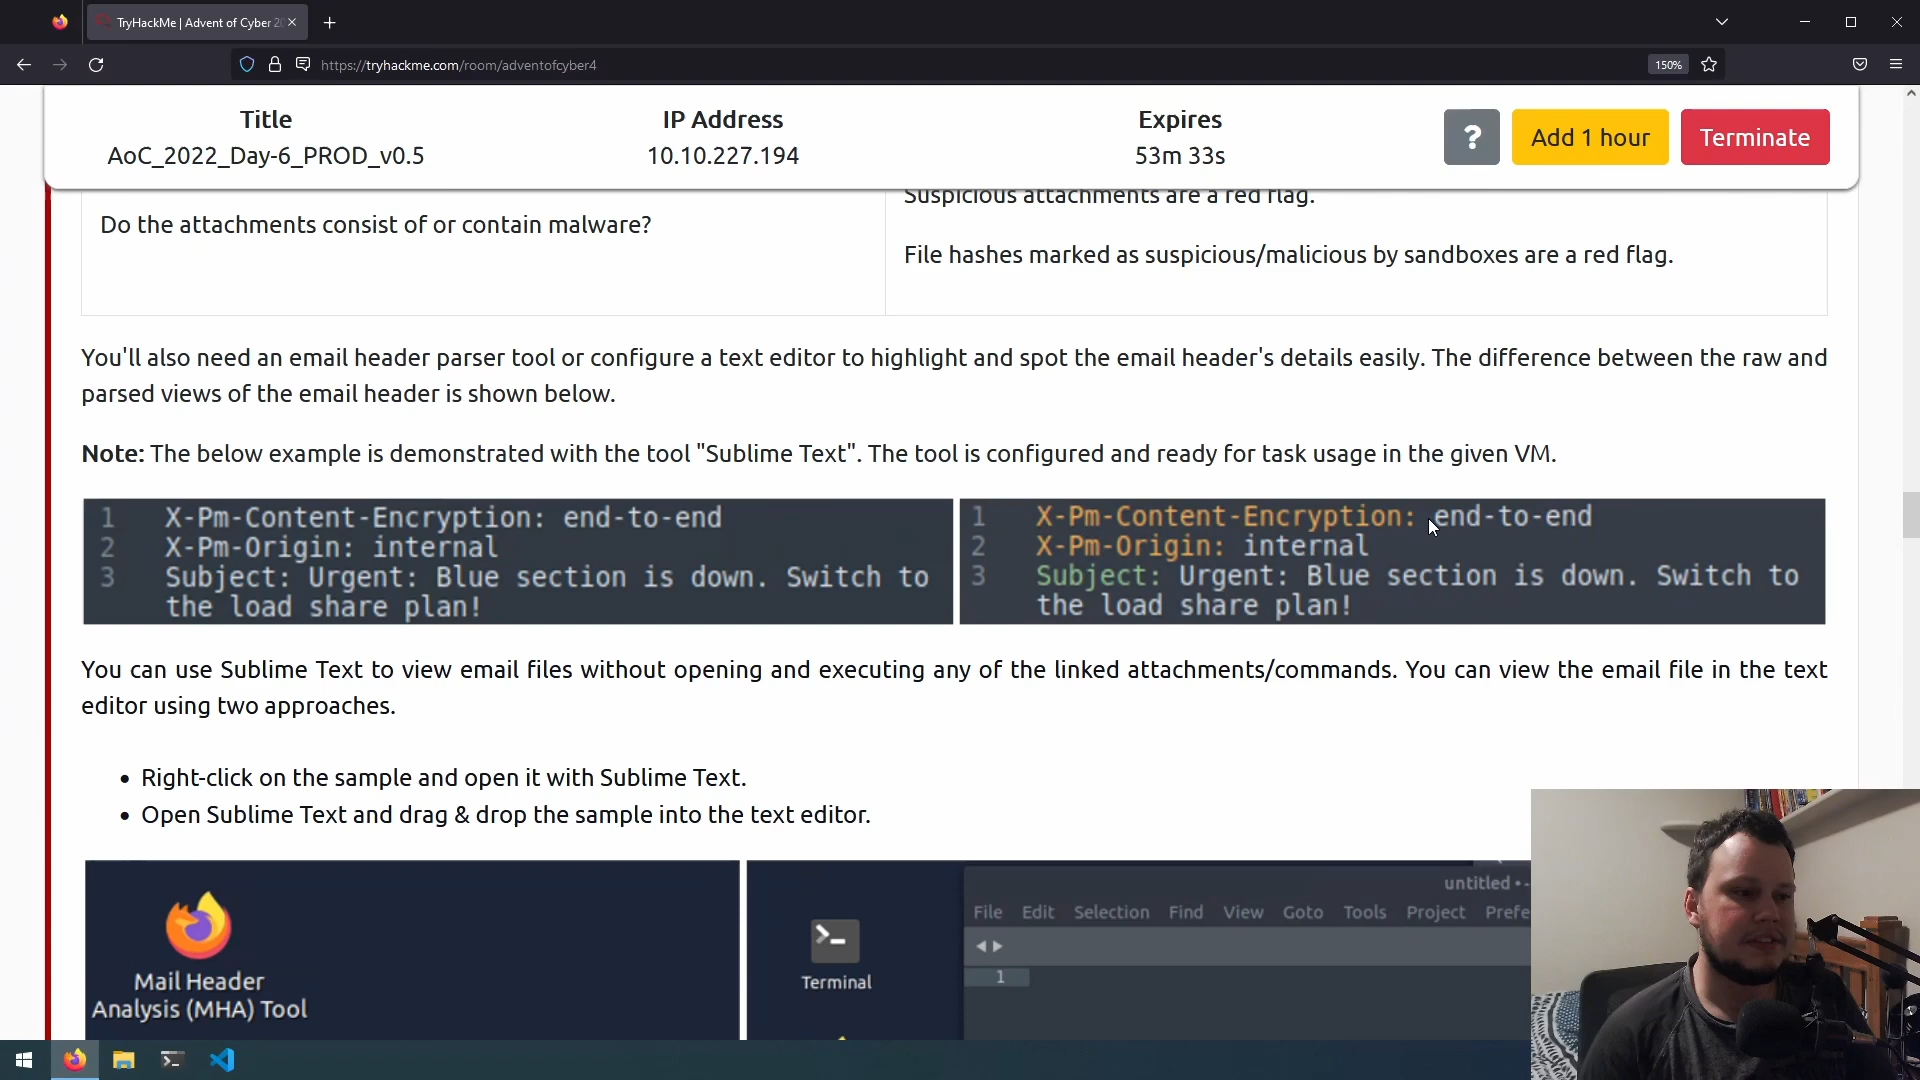 TryHackMe | Advent of Cyber 20
https://tryhackme.com/room/adventofcyber4
150%
Title
IP Address
Expires
AoC_2022_Day-6_PROD_v0.5
10.10.227.194
53m 33s
?
Add 1 hour
Terminate
Do the attachments consist of or contain malware?
Suspicious attachments are a red flag.
File hashes marked as suspicious/malicious by sandboxes are a red flag.
You'll also need an email header parser tool or configure a text editor to highlight and spot the email header's details easily. The difference between the raw and
parsed views of the email header is shown below.
Note: The below example is demonstrated with the tool "Sublime Text". The tool is configured and ready for task usage in the given VM.
1 X-Pm-Content-Encryption: end-to-end
2 X-Pm-Origin: internal
3 Subject: Urgent: Blue section is down. Switch to
the load share plan!
1 X-Pm-Content-Encryption: end-to-end
2 X-Pm-Origin: internal
3 Subject: Urgent: Blue section is down. Switch to
the load share plan!
You can use Sublime Text to view email files without opening and executing any of the linked attachments/commands. You can view the email file in the text
editor using two approaches.
• Right-click on the sample and open it with Sublime Text.
• Open Sublime Text and drag & drop the sample into the text editor.
Mail Header
Analysis (MHA) Tool
Terminal
untitled • -
File Edit Selection Find View Goto Tools Project Prefe
1